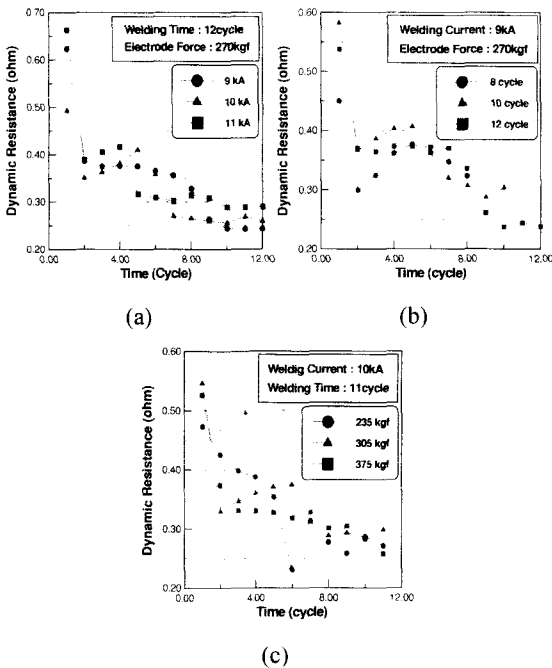 0.70
0.60
0.50
0.40
0.30
0.20
Dynamic Resistance (ohm)
Welding Time : 12cycle
Electrode Force : 270kgf
9 kA
10 kA
11 kA
0.00 4.00 8.00 12.00
Time (Cycle)
(a)
0.60
0.50
0.40
0.30
0.20
Dynamic Resistance (ohm)
Welding Current : 9kA
Electrode Force : 270kgf
8 cycle
10 cycle
12 cycle
0.00 4.00 8.00 12.00
Time (cycle)
(b)
0.60
0.50
0.40
0.30
0.20
Dynamic Resistance (ohm)
Weldig Current : 10kA
Welding Time : 11cycle
235 kgf
305 kgf
375 kgf
0.00 4.00 8.00 12.00
Time (cycle)
(c)